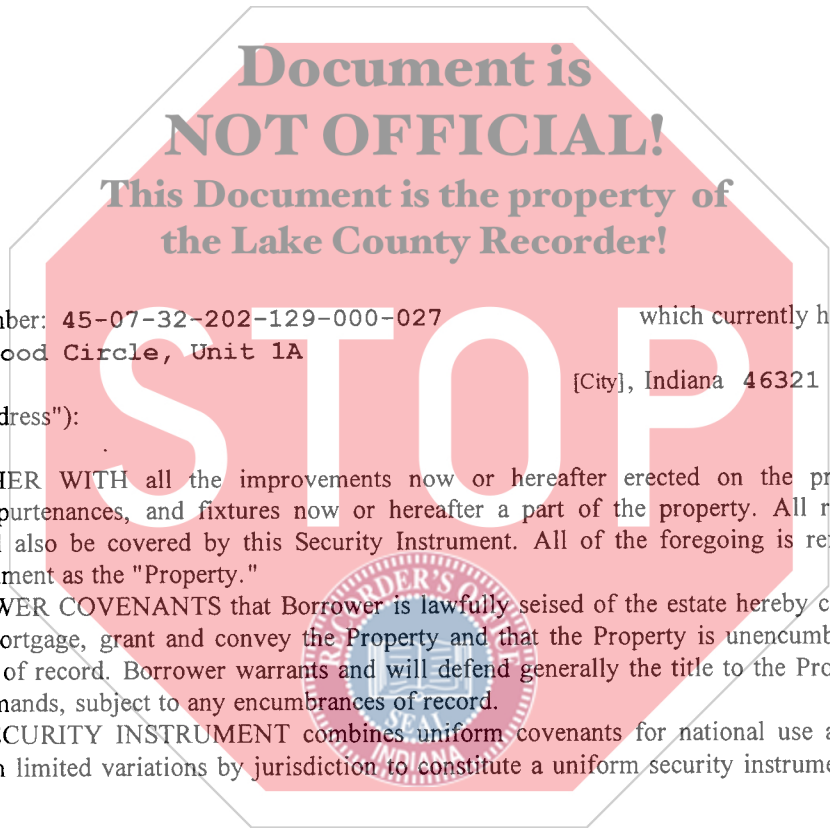 Document is
NOT OFFICIAL!
This Document is the property of
the Lake County Recorder!
STOP
nber: 45-07-32-202-129-000-027 which currently h
ood Circle, Unit 1A
[City], Indiana 46321
dress"):
HER WITH all the improvements now or hereafter erected on the pr
purtenances, and fixtures now or hereafter a part of the property. All r
l also be covered by this Security Instrument. All of the foregoing is re
ment as the "Property."
WER COVENANTS that Borrower is lawfully seised of the estate hereby c
ortgage, grant and convey the Property and that the Property is unencumb
of record. Borrower warrants and will defend generally the title to the Pro
mands, subject to any encumbrances of record.
ECURITY INSTRUMENT combines uniform covenants for national use a
n limited variations by jurisdiction to constitute a uniform security instrume
RECORDER'S OF
SEAL
INDIANA